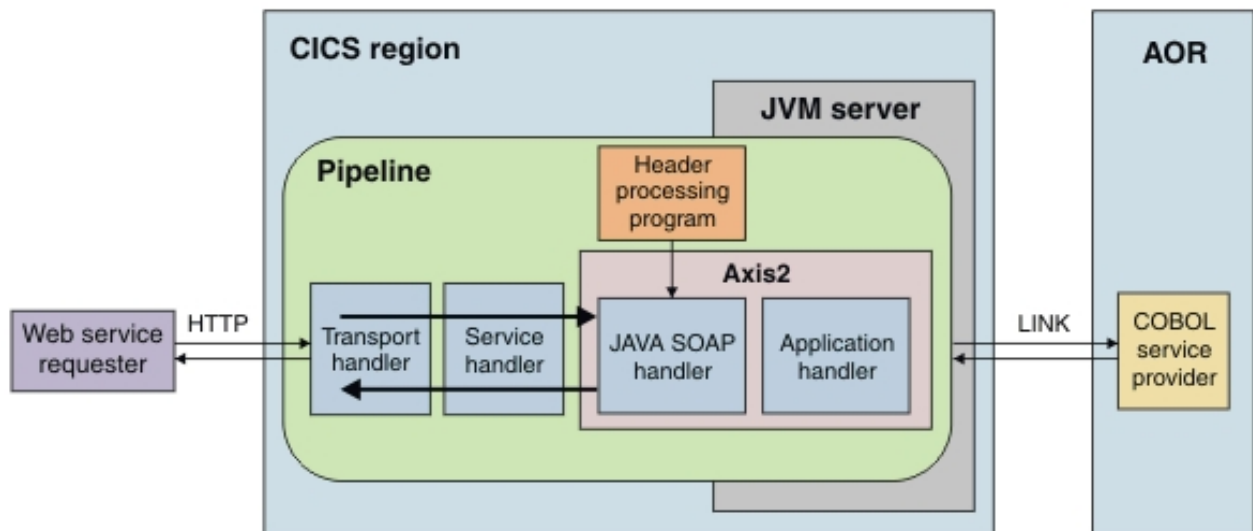 CICS region
AOR
JVM server
Pipeline
Header
processing
program
Axis2
Web service
requester
HTTP
Transport
handler
Service
handler
JAVA SOAP
handler
Application
handler
LINK
COBOL
service
provider